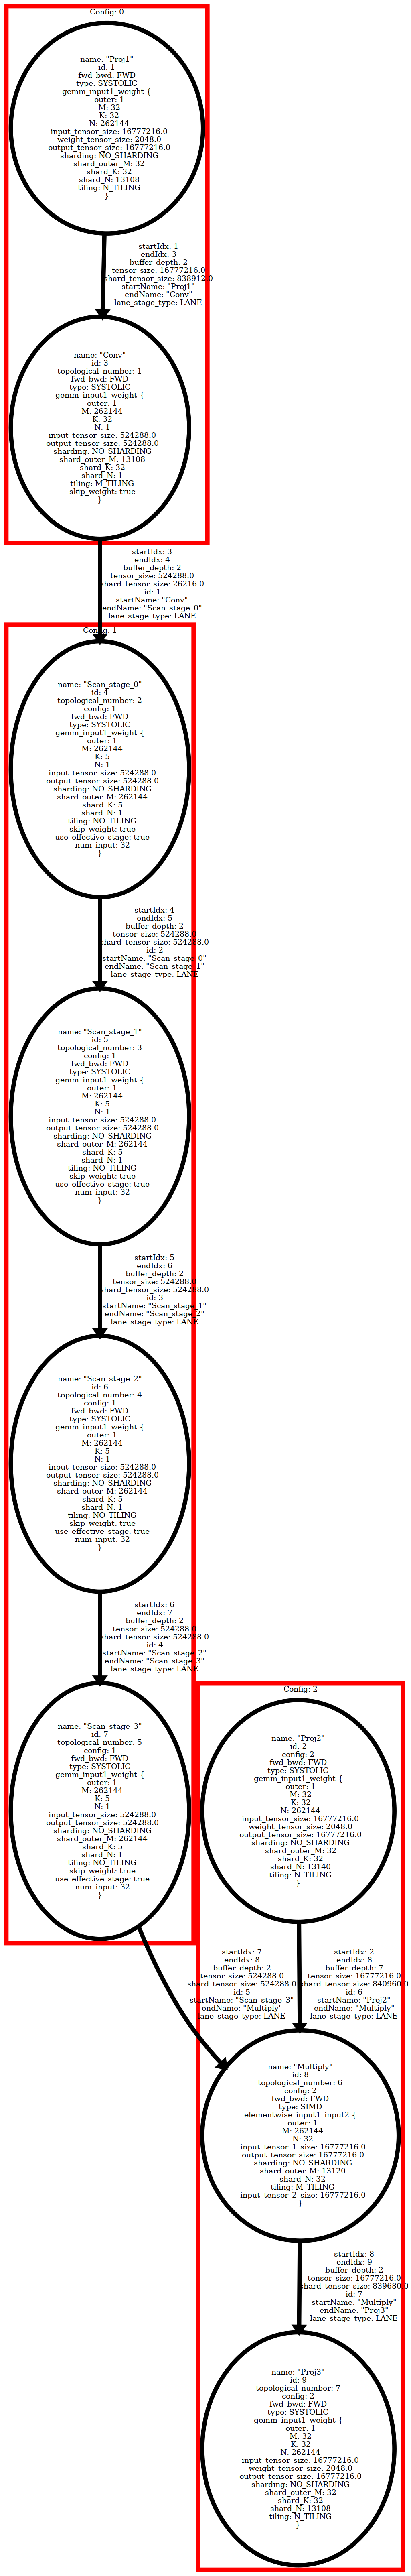 Config: 0
name: "Proj1"
id: 1
fwd_bwd: FWD
type: SYSTOLIC
gemm_input1_weight {
outer: 1
M: 32
K: 32
N: 262144
input_tensor_size: 16777216.0
weight_tensor_size: 2048.0
output_tensor_size: 16777216.0
sharding: NO_SHARDING
shard_outer_M: 32
shard_K: 32
shard_N: 13108
tiling: N_TILING
}
startIdx: 1
endIdx: 3
buffer_depth: 2
tensor_size: 16777216.0
shard_tensor_size: 838912.0
startName: "Proj1"
endName: "Conv"
lane_stage_type: LANE
name: "Conv"
id: 3
topological_number: 1
fwd_bwd: FWD
type: SYSTOLIC
gemm_input1_weight {
outer: 1
M: 262144
K: 32
N: 1
input_tensor_size: 524288.0
output_tensor_size: 524288.0
sharding: NO_SHARDING
shard_outer_M: 13108
shard_K: 32
shard_N: 1
tiling: M_TILING
skip_weight: true
}
startIdx: 3
endIdx: 4
buffer_depth: 2
tensor_size: 524288.0
shard_tensor_size: 26216.0
id: 1
startName: "Conv"
endName: "Scan_stage_0"
lane_stage_type: LANE
Config: 1
name: "Scan_stage_0"
id: 4
topological_number: 2
config: 1
fwd_bwd: FWD
type: SYSTOLIC
gemm_input1_weight {
outer: 1
M: 262144
K: 5
N: 1
input_tensor_size: 524288.0
output_tensor_size: 524288.0
sharding: NO_SHARDING
shard_outer_M: 262144
shard_K: 5
shard_N: 1
tiling: NO_TILING
skip_weight: true
use_effective_stage: true
num_input: 32
}
startIdx: 4
endIdx: 5
buffer_depth: 2
tensor_size: 524288.0
shard_tensor_size: 524288.0
id: 2
startName: "Scan_stage_0"
endName: "Scan_stage_1"
lane_stage_type: LANE
name: "Scan_stage_1"
id: 5
topological_number: 3
config: 1
fwd_bwd: FWD
type: SYSTOLIC
gemm_input1_weight {
outer: 1
M: 262144
K: 5
N: 1
input_tensor_size: 524288.0
output_tensor_size: 524288.0
sharding: NO_SHARDING
shard_outer_M: 262144
shard_K: 5
shard_N: 1
tiling: NO_TILING
skip_weight: true
use_effective_stage: true
num_input: 32
}
startIdx: 5
endIdx: 6
buffer_depth: 2
tensor_size: 524288.0
shard_tensor_size: 524288.0
id: 3
startName: "Scan_stage_1"
endName: "Scan_stage_2"
lane_stage_type: LANE
name: "Scan_stage_2"
id: 6
topological_number: 4
config: 1
fwd_bwd: FWD
type: SYSTOLIC
gemm_input1_weight {
outer: 1
M: 262144
K: 5
N: 1
input_tensor_size: 524288.0
output_tensor_size: 524288.0
sharding: NO_SHARDING
shard_outer_M: 262144
shard_K: 5
shard_N: 1
tiling: NO_TILING
skip_weight: true
use_effective_stage: true
num_input: 32
}
startIdx: 6
endIdx: 7
buffer_depth: 2
tensor_size: 524288.0
shard_tensor_size: 524288.0
id: 4
startName: "Scan_stage_2"
endName: "Scan_stage_3"
lane_stage_type: LANE
name: "Scan_stage_3"
id: 7
topological_number: 5
config: 1
fwd_bwd: FWD
type: SYSTOLIC
gemm_input1_weight {
outer: 1
M: 262144
K: 5
N: 1
input_tensor_size: 524288.0
output_tensor_size: 524288.0
sharding: NO_SHARDING
shard_outer_M: 262144
shard_K: 5
shard_N: 1
tiling: NO_TILING
skip_weight: true
use_effective_stage: true
num_input: 32
}
Config: 2
name: "Proj2"
id: 2
config: 2
fwd_bwd: FWD
type: SYSTOLIC
gemm_input1_weight {
outer: 1
M: 32
K: 32
N: 262144
input_tensor_size: 16777216.0
weight_tensor_size: 2048.0
output_tensor_size: 16777216.0
sharding: NO_SHARDING
shard_outer_M: 32
shard_K: 32
shard_N: 13140
tiling: N_TILING
}
startIdx: 7
endIdx: 8
buffer_depth: 2
tensor_size: 524288.0
shard_tensor_size: 524288.0
id: 5
startName: "Scan_stage_3"
endName: "Multiply"
lane_stage_type: LANE
startIdx: 2
endIdx: 8
buffer_depth: 7
tensor_size: 16777216.0
shard_tensor_size: 840960.0
id: 6
startName: "Proj2"
endName: "Multiply"
lane_stage_type: LANE
name: "Multiply"
id: 8
topological_number: 6
config: 2
fwd_bwd: FWD
type: SIMD
elementwise_input1_input2 {
outer: 1
M: 262144
N: 32
input_tensor_1_size: 16777216.0
output_tensor_size: 16777216.0
sharding: NO_SHARDING
shard_outer_M: 13120
shard_N: 32
tiling: M_TILING
input_tensor_2_size: 16777216.0
}
startIdx: 8
endIdx: 9
buffer_depth: 2
tensor_size: 16777216.0
shard_tensor_size: 839680.0
id: 7
startName: "Multiply"
endName: "Proj3"
lane_stage_type: LANE
name: "Proj3"
id: 9
topological_number: 7
config: 2
fwd_bwd: FWD
type: SYSTOLIC
gemm_input1_weight {
outer: 1
M: 32
K: 32
N: 262144
input_tensor_size: 16777216.0
weight_tensor_size: 2048.0
output_tensor_size: 16777216.0
sharding: NO_SHARDING
shard_outer_M: 32
shard_K: 32
shard_N: 13108
tiling: N_TILING
}